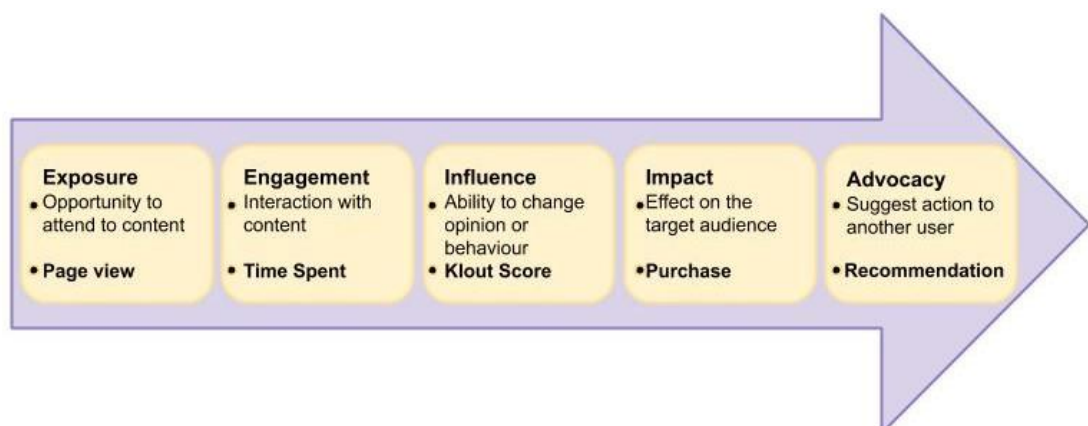 Exposure
• Opportunity to
attend to content
• Page view
Engagement
• Interaction with
content
• Time Spent
Influence
• Ability to change
opinion or
behaviour
• Klout Score
Impact
• Effect on the
target audience
• Purchase
Advocacy
• Suggest action to
another user
• Recommendation